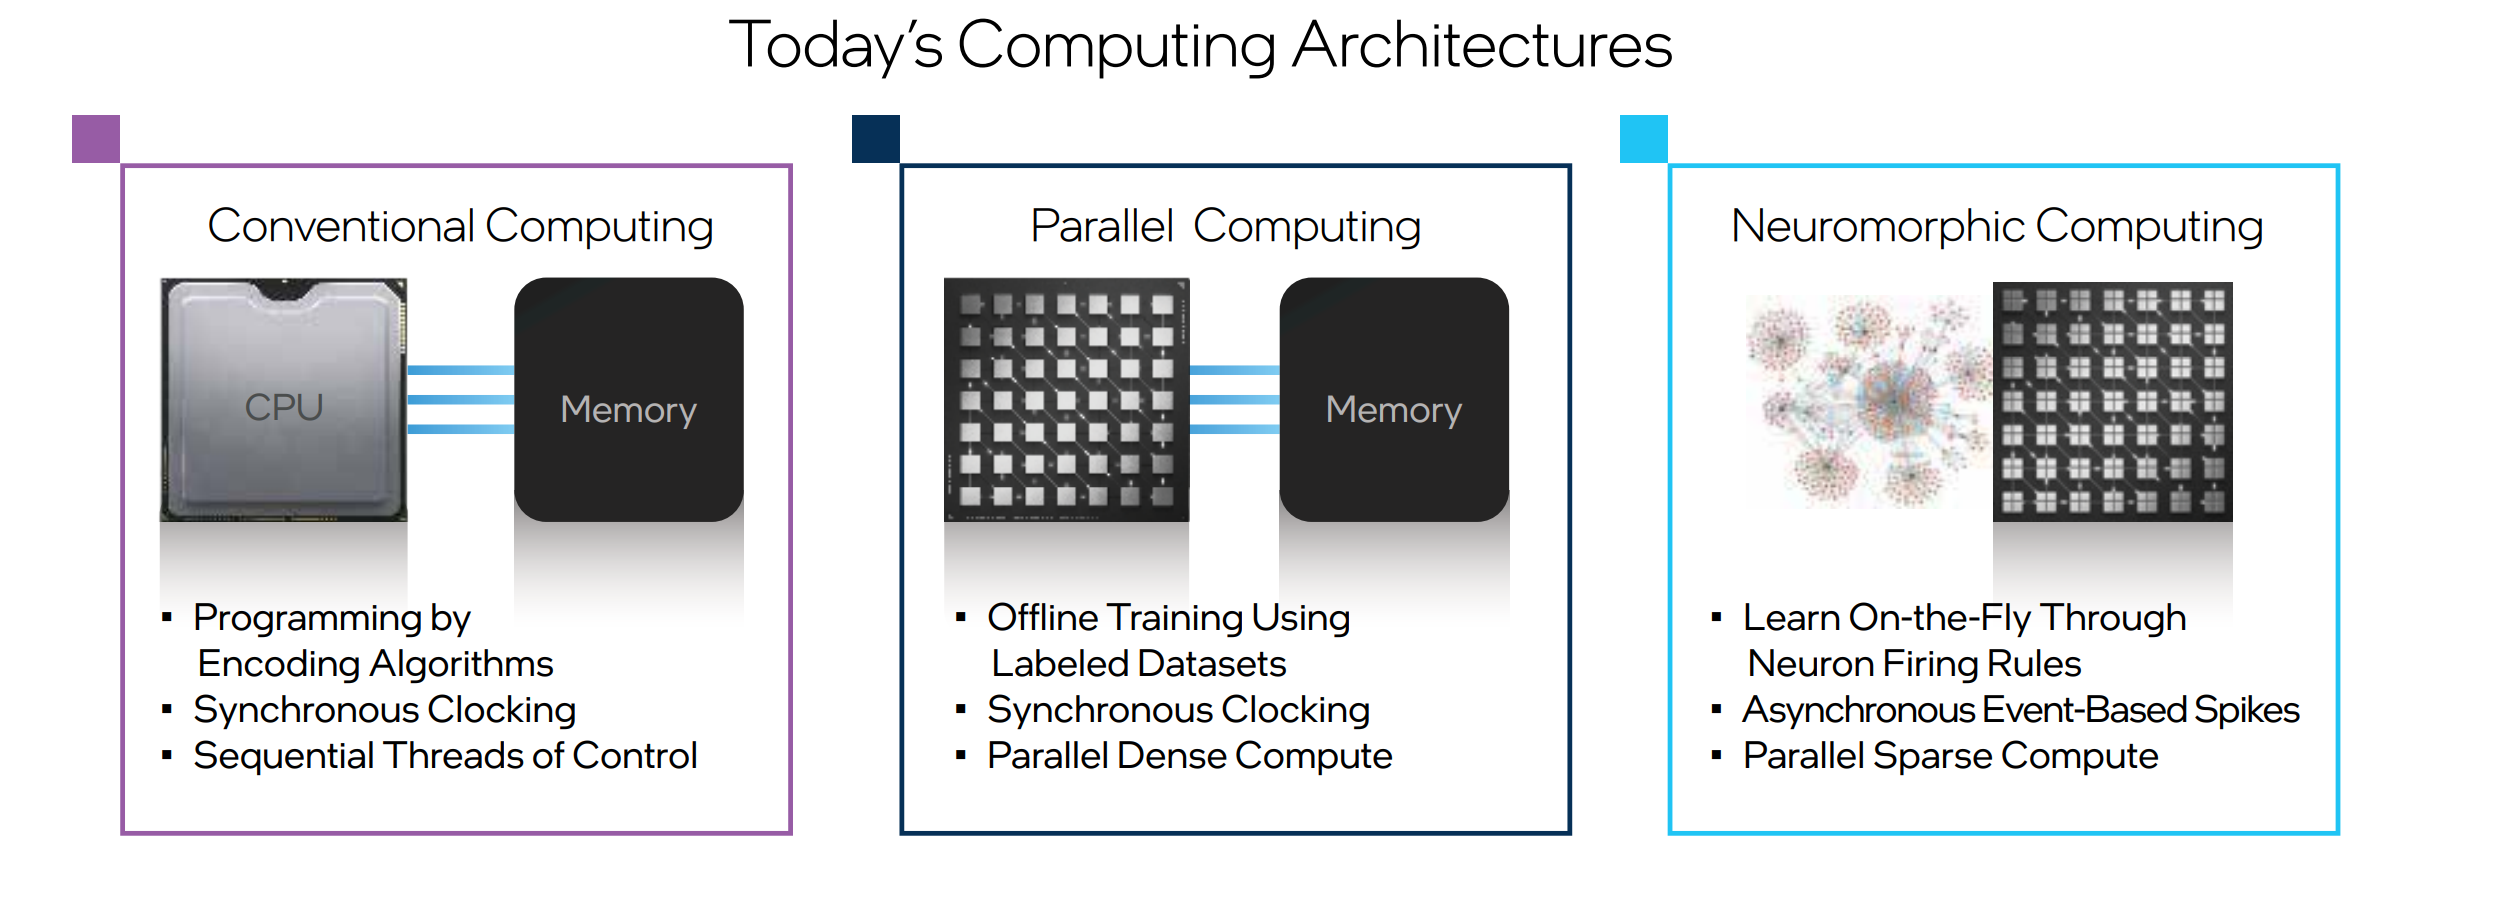 Today’s Computing Architectures
Conventional Computing
CPU
Memory
▪ Programming by
Encoding Algorithms
▪ Synchronous Clocking
▪ Sequential Threads of Control
Parallel Computing
Memory
▪ Offline Training Using
Labeled Datasets
▪ Synchronous Clocking
▪ Parallel Dense Compute
Neuromorphic Computing
▪ Learn On-the-Fly Through
Neuron Firing Rules
▪ Asynchronous Event-Based Spikes
▪ Parallel Sparse Compute